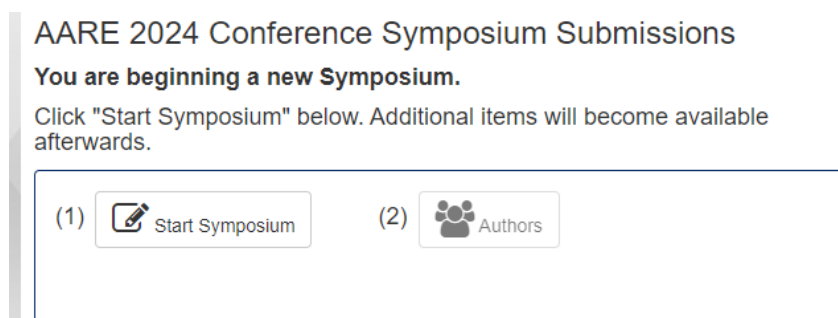 AARE 2024 Conference Symposium Submissions
You are beginning a new Symposium.
Click "Start Symposium" below. Additional items will become available
afterwards.
(1) Start Symposium (2) Authors